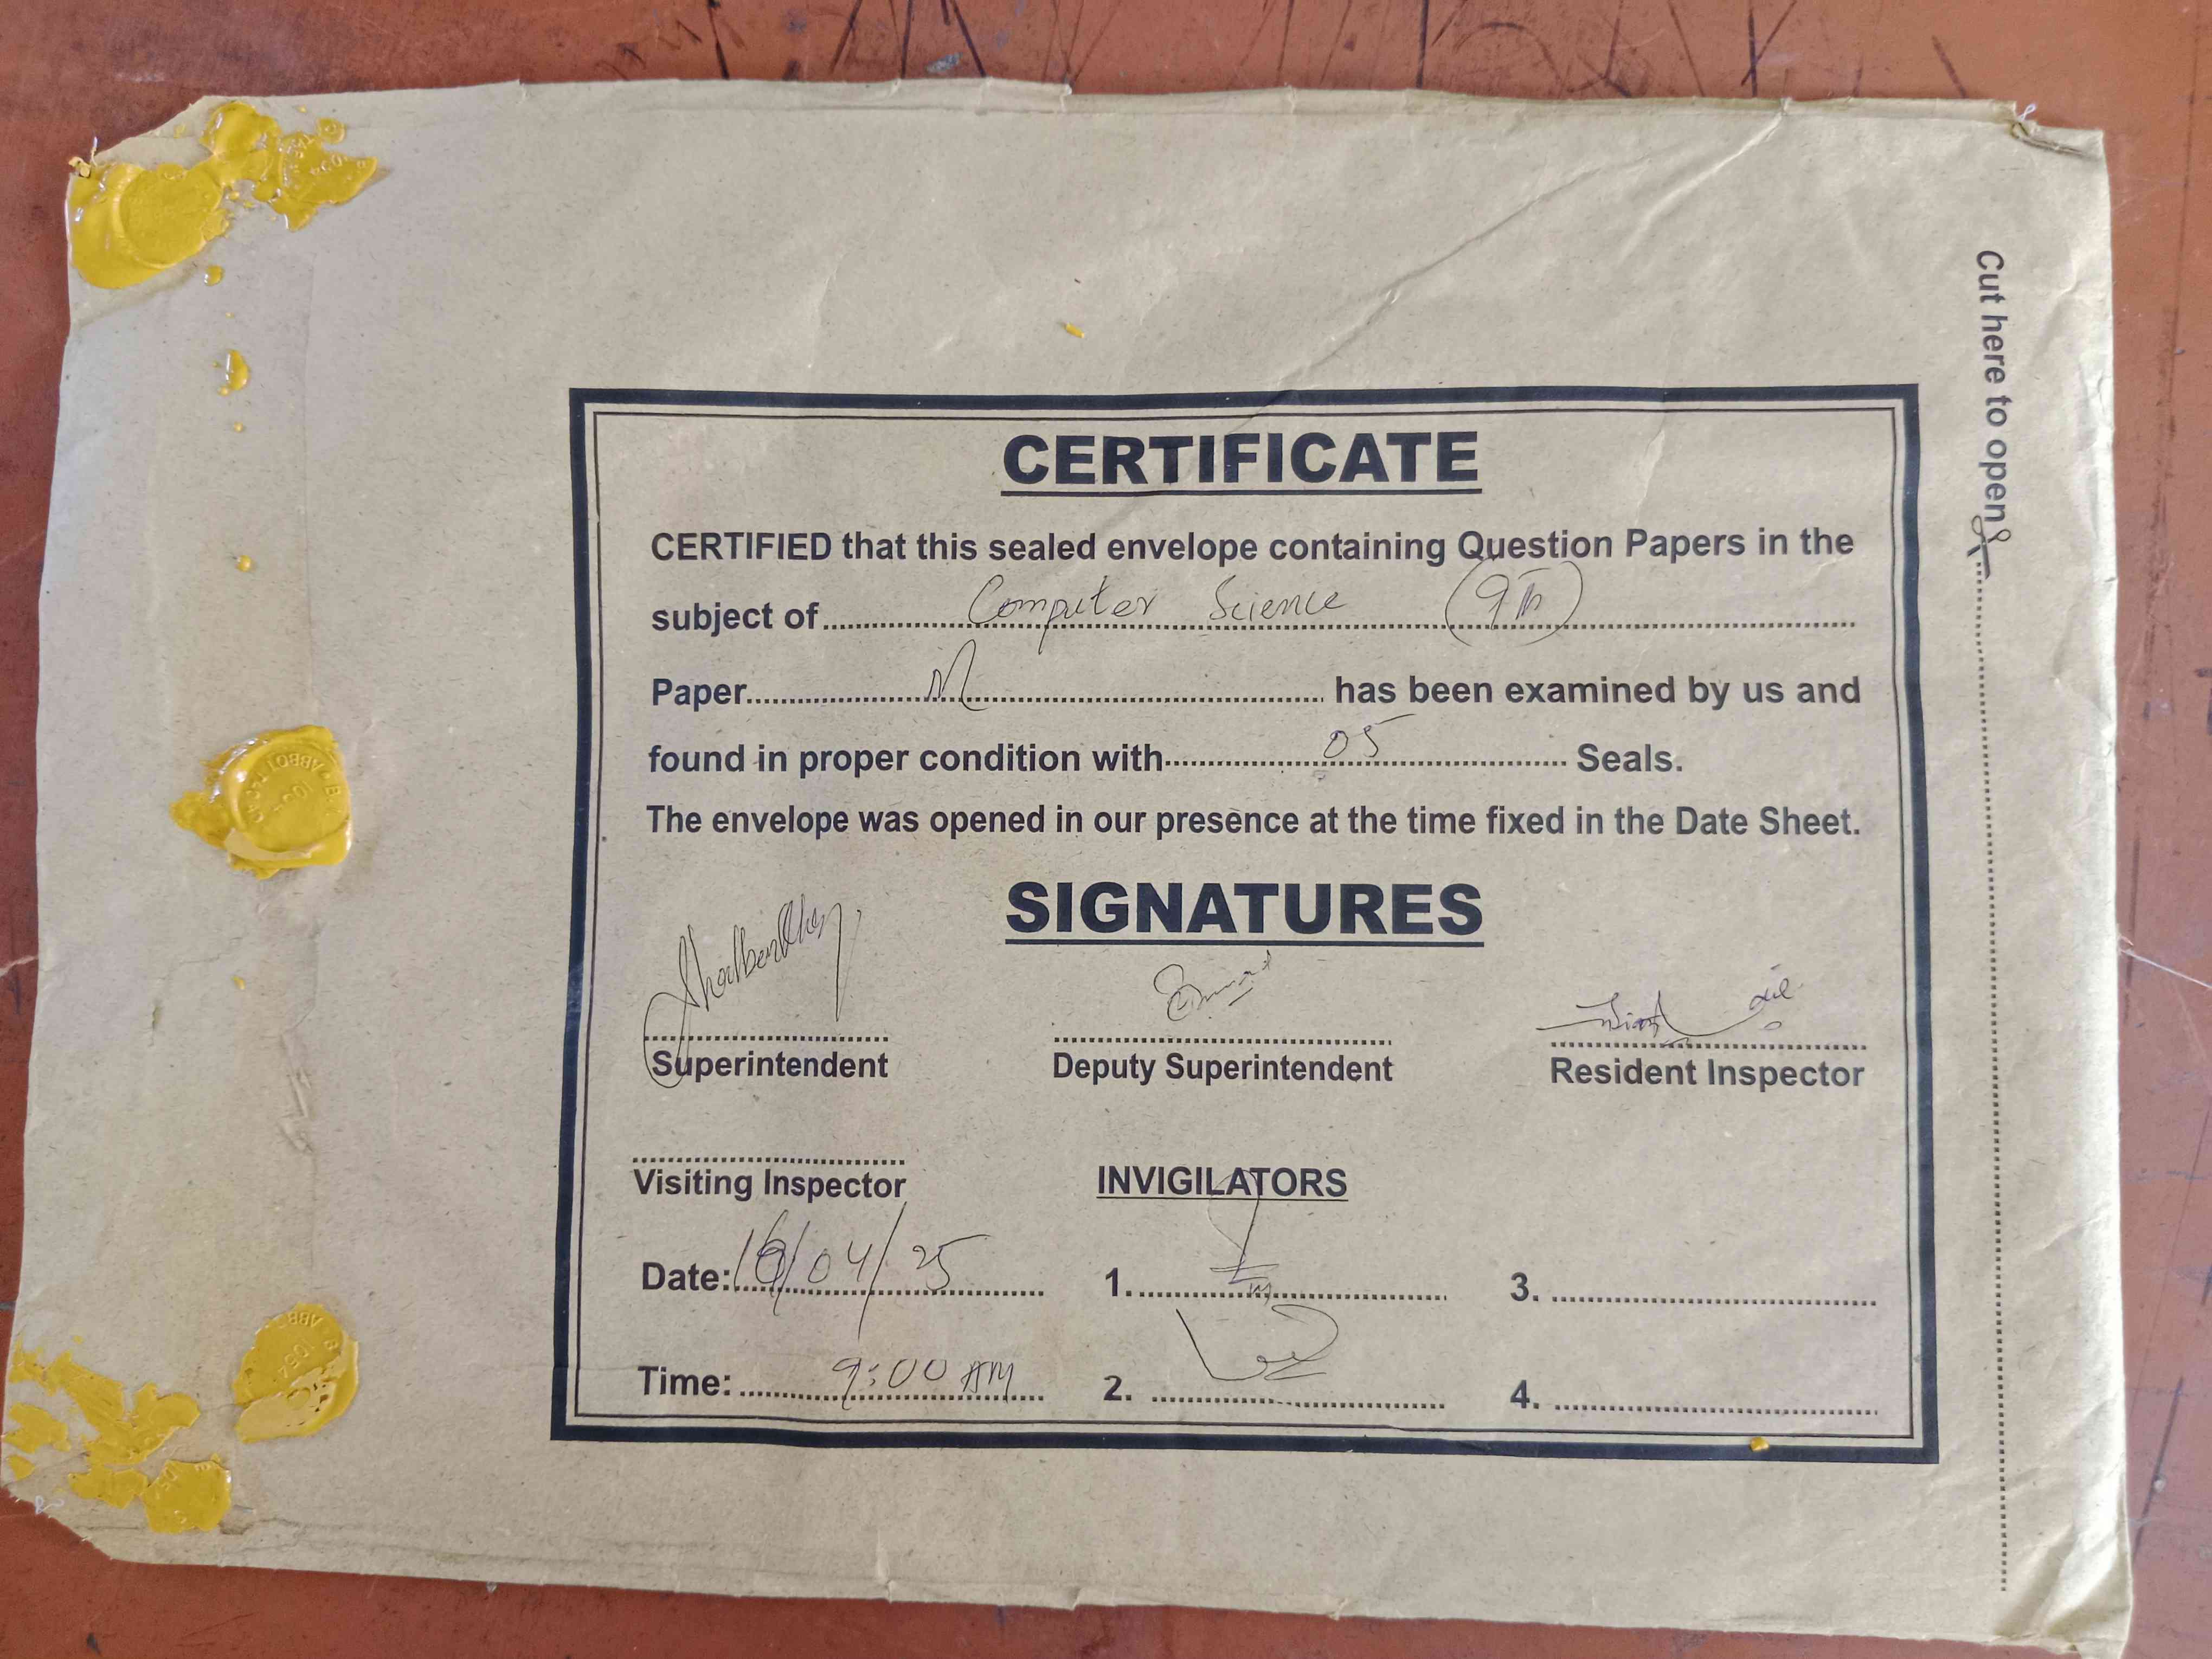 Cut here to open
CERTIFICATE
CERTIFIED that this sealed envelope containing Question Papers in the
subject of Computer Science (9th)
Paper has been examined by us and
found in proper condition with 05 Seals.
The envelope was opened in our presence at the time fixed in the Date Sheet.
SIGNATURES
Superintendent Deputy Superintendent Resident Inspector
Visiting Inspector INVIGILATORS
Date: /04/25 1. 3.
Time: 9:00 AM 2. 4.